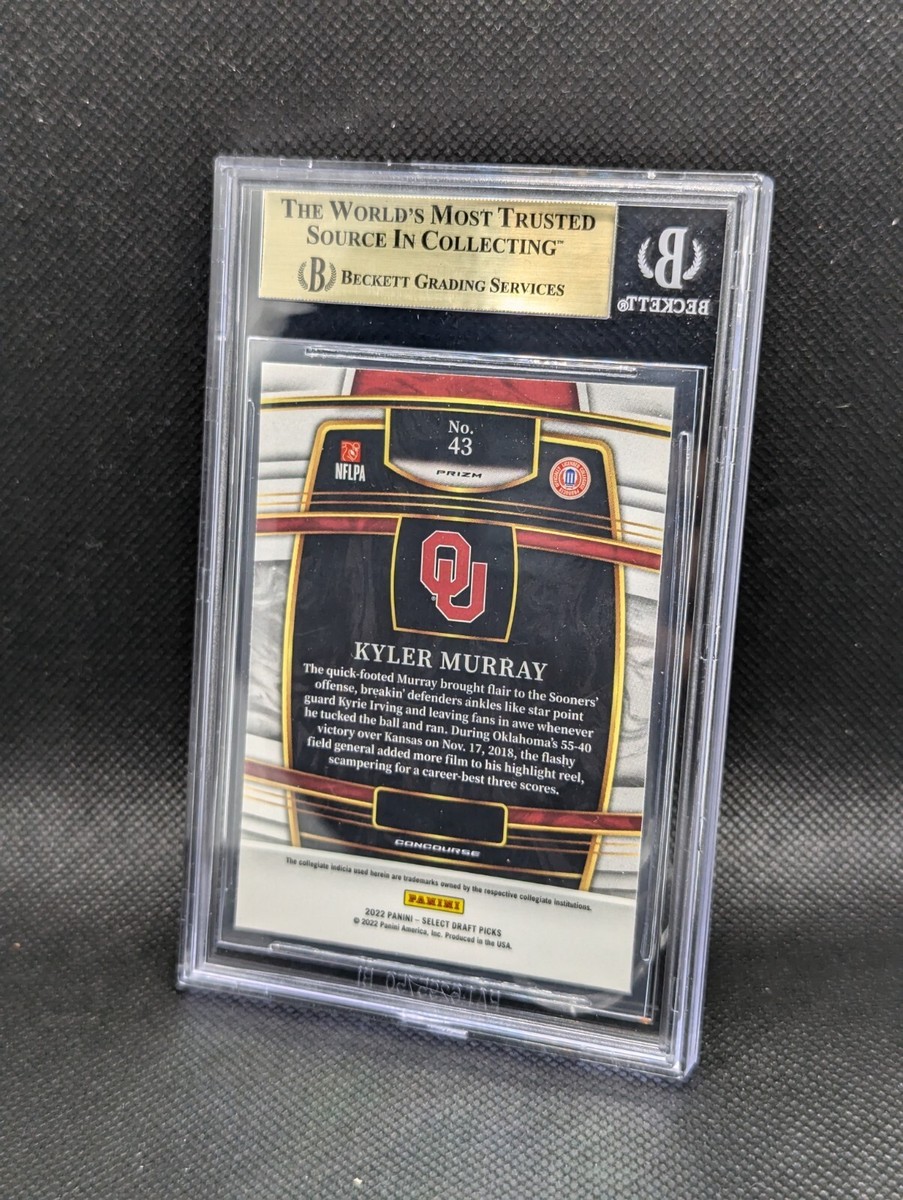 THE WORLD'S MOST TRUSTED
SOURCE IN COLLECTING™
B BECKETT GRADING SERVICES
B
BECKETT®
No.
43
PRIZM
NFLPA
OU
KYLER MURRAY
The quick-footed Murray brought flair to the Sooners'
offense, breakin' defenders ankles like star point
guard Kyrie Irving and leaving fans in awe whenever
he tucked the ball and ran. During Oklahoma's 55-40
victory over Kansas on Nov. 17, 2018, the flashy
field general added more film to his highlight reel,
scampering for a career-best three scores.
CONCOURSE
The collegiate indicia used herein are trademarks owned by the respective collegiate institutions.
PANINI
2022 PANINI – SELECT DRAFT PICKS
© 2022 Panini America, Inc. Produced in the USA.